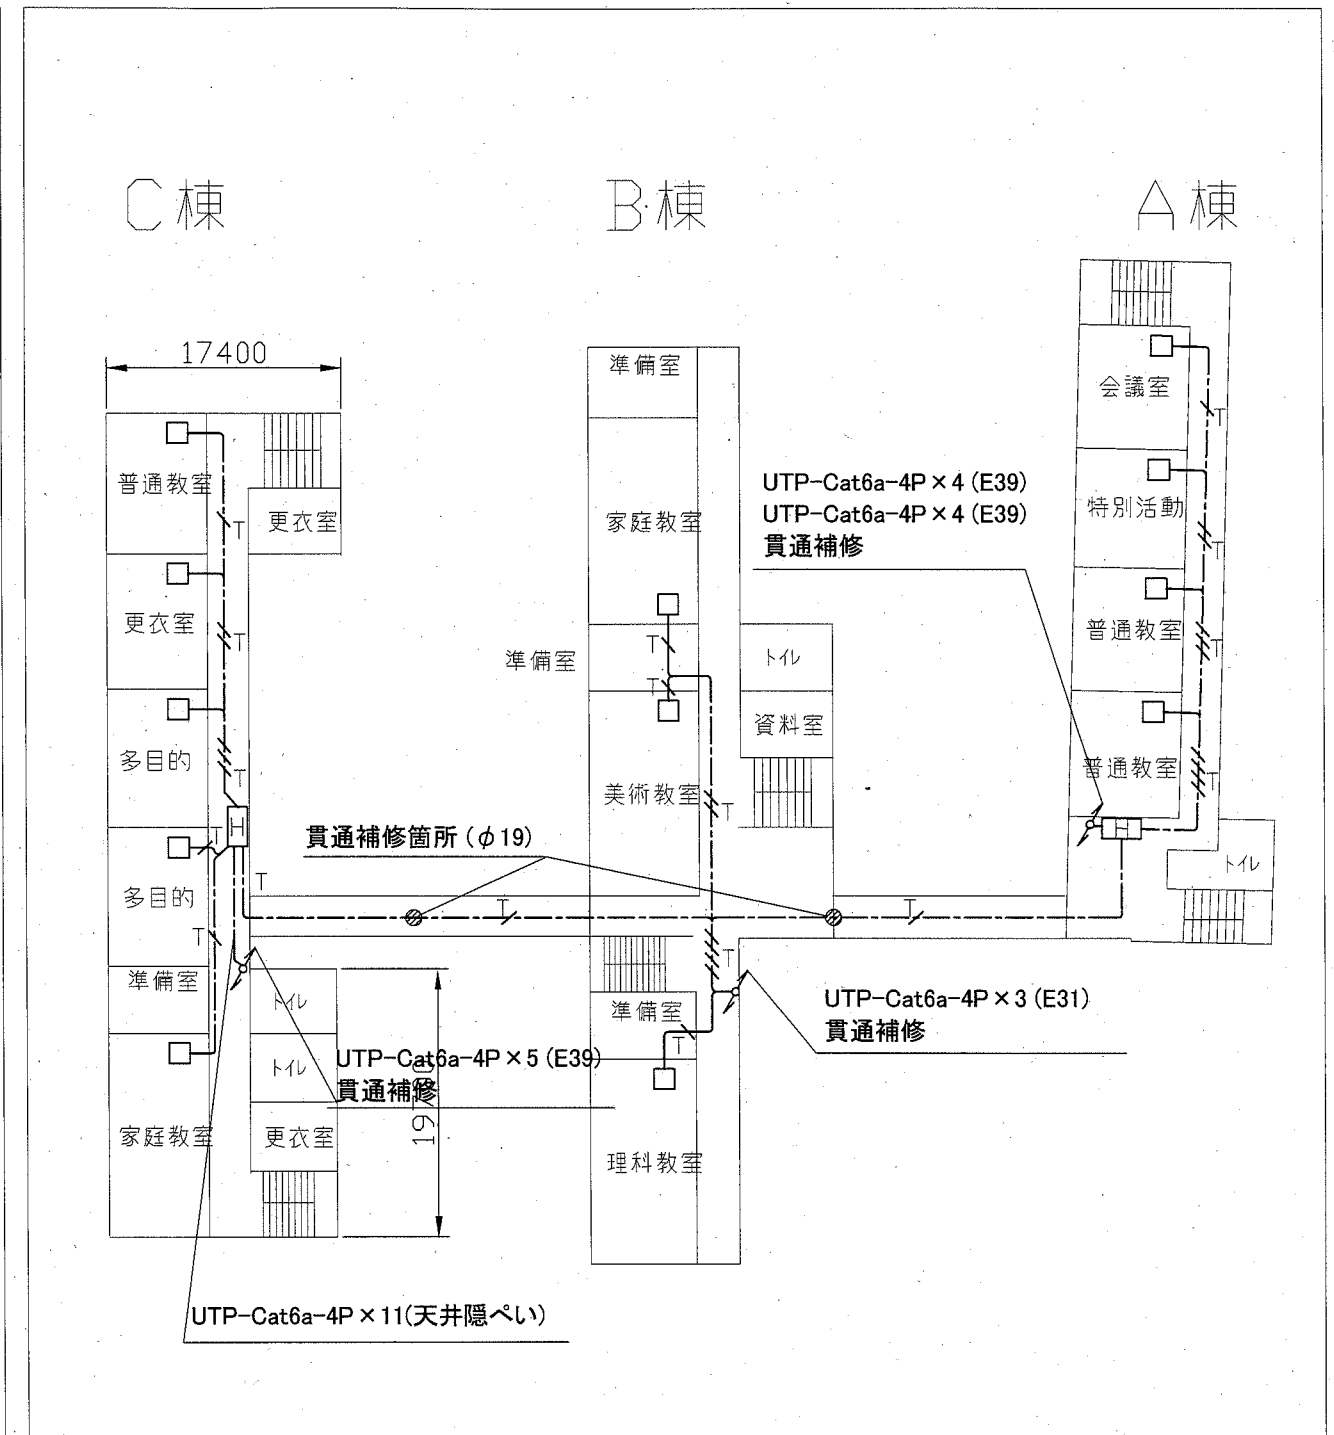 C棟
B棟
A棟
17400
準備室
会議室
普通教室
更衣室
家庭教室
UTP-Cat6a-4P×4(E39)
UTP-Cat6a-4P×4(E39)
貫通補修
特別活動
T
T
T
更衣室
T
T
準備室
トイレ
普通教室
T
T
T
資料室
多目的
T
美術教室
T
普通教室
T
H
H
T
貫通補修箇所(φ19)
T
多目的
T
T
T
トイレ
T
準備室
トイレ
準備室
T
UTP-Cat6a-4P×3(E31)
貫通補修
トイレ
UTP-Cat6a-4P×5(E39)
貫通補修
19700
家庭教室
更衣室
理科教室
UTP-Cat6a-4P×11(天井隠ぺい)